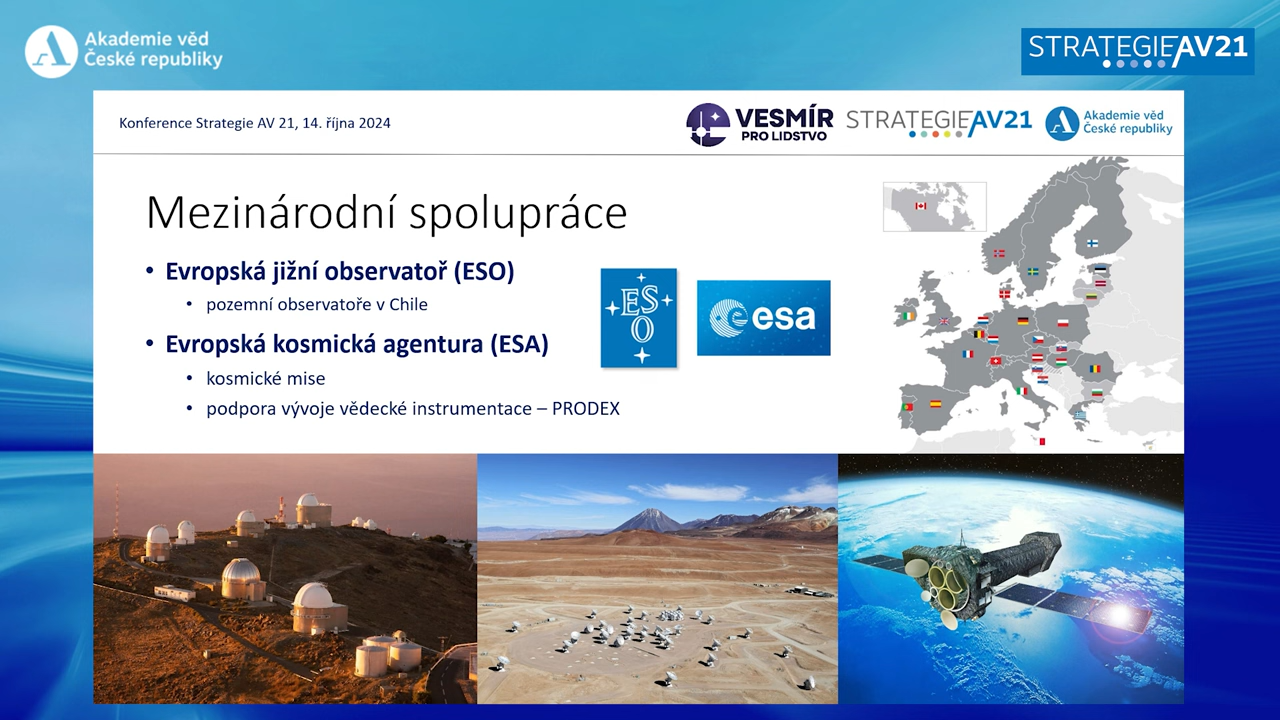 Akademie věd
České republiky
STRATEGIE AV21
Konference Strategie AV 21, 14. října 2024
VESMÍR
PRO LIDSTVO
STRATEGIE AV21
Akademie věd
České republiky
Mezinárodní spolupráce
• Evropská jižní observatoř (ESO)
• pozemní observatoře v Chile
• Evropská kosmická agentura (ESA)
• kosmické mise
• podpora vývoje vědecké instrumentace – PRODEX
ES
O
esa